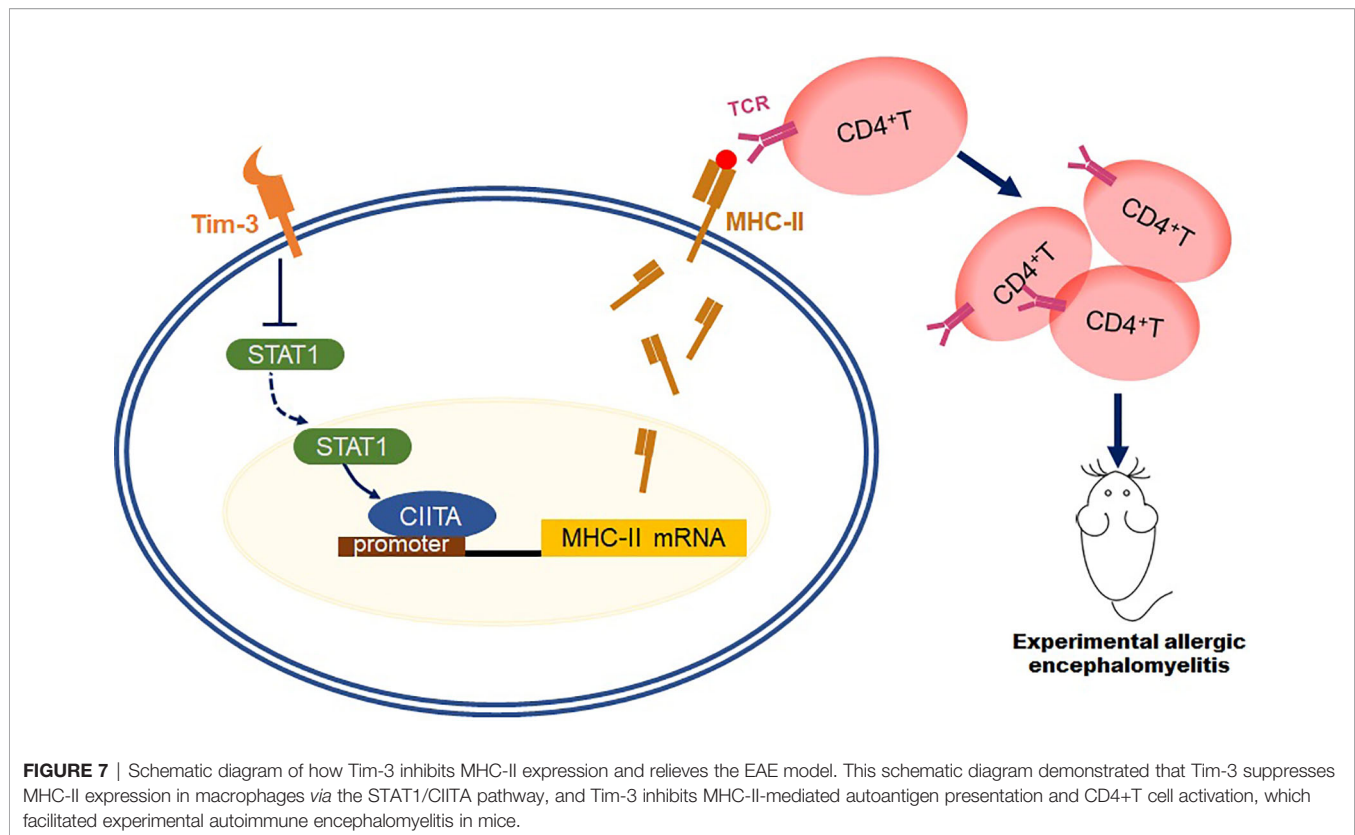 TCR
CD4⁺T
Tim-3
MHC-II
CD4⁺T
CD4⁺T
CD4⁺T
STAT1
STAT1
CIITA
promoter
MHC-II mRNA
Experimental allergic
encephalomyelitis
FIGURE 7 | Schematic diagram of how Tim-3 inhibits MHC-II expression and relieves the EAE model. This schematic diagram demonstrated that Tim-3 suppresses
MHC-II expression in macrophages via the STAT1/CIITA pathway, and Tim-3 inhibits MHC-II-mediated autoantigen presentation and CD4+T cell activation, which
facilitated experimental autoimmune encephalomyelitis in mice.